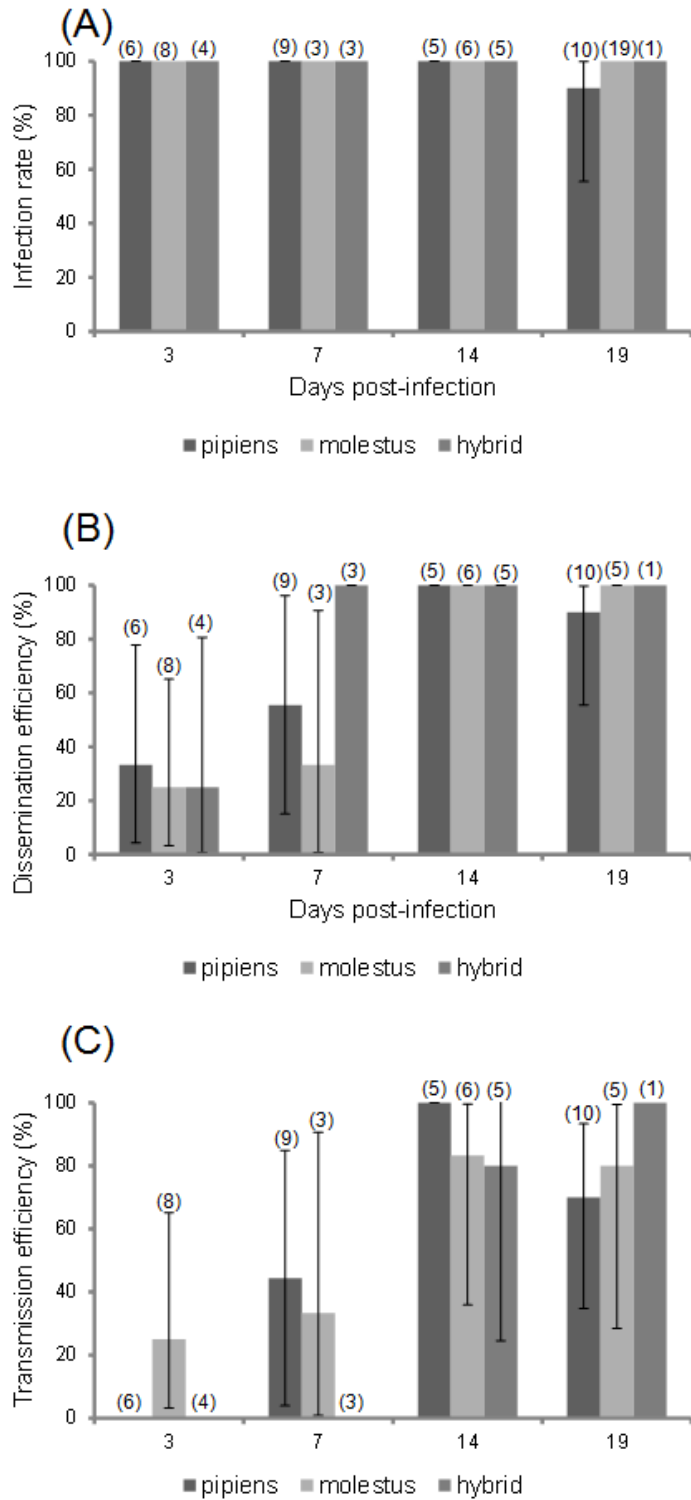 (A)
(6) (8) (4) (9) (3) (3) (5) (6) (5) (10) (19) (1)
100
80
60
40
20
0
Infection rate (%)
3 7 14 19
Days post-infection
pipiens molestus hybrid
(B)
(6) (8) (4) (9) (3) (3) (5) (6) (5) (10) (5) (1)
100
80
60
40
20
0
Dissemination efficiency (%)
3 7 14 19
Days post-infection
pipiens molestus hybrid
(C)
(6) (8) (4) (9) (3) (3) (5) (6) (5) (10) (5) (1)
100
80
60
40
20
0
Transmission efficiency (%)
3 7 14 19
Days post-infection
pipiens molestus hybrid